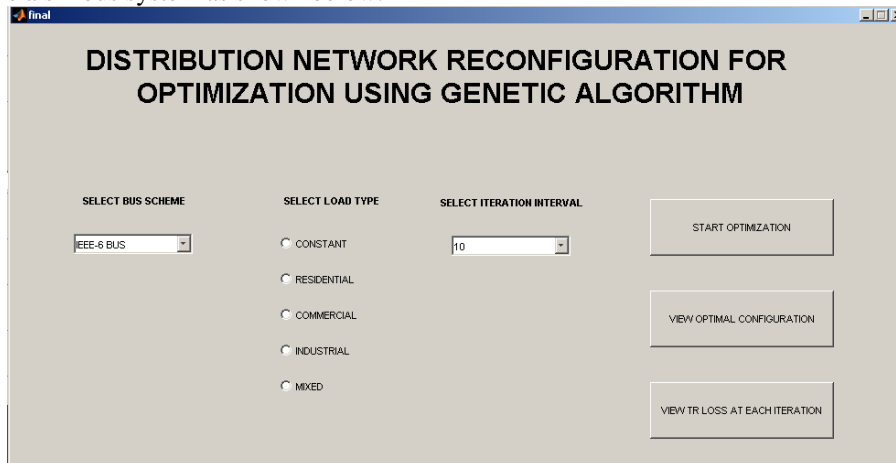 final
DISTRIBUTION NETWORK RECONFIGURATION FOR
OPTIMIZATION USING GENETIC ALGORITHM
SELECT BUS SCHEME
IEEE-6 BUS
SELECT LOAD TYPE
CONSTANT
RESIDENTIAL
COMMERCIAL
INDUSTRIAL
MIXED
SELECT ITERATION INTERVAL
10
START OPTIMIZATION
VIEW OPTIMAL CONFIGURATION
VIEW TR LOSS AT EACH ITERATION